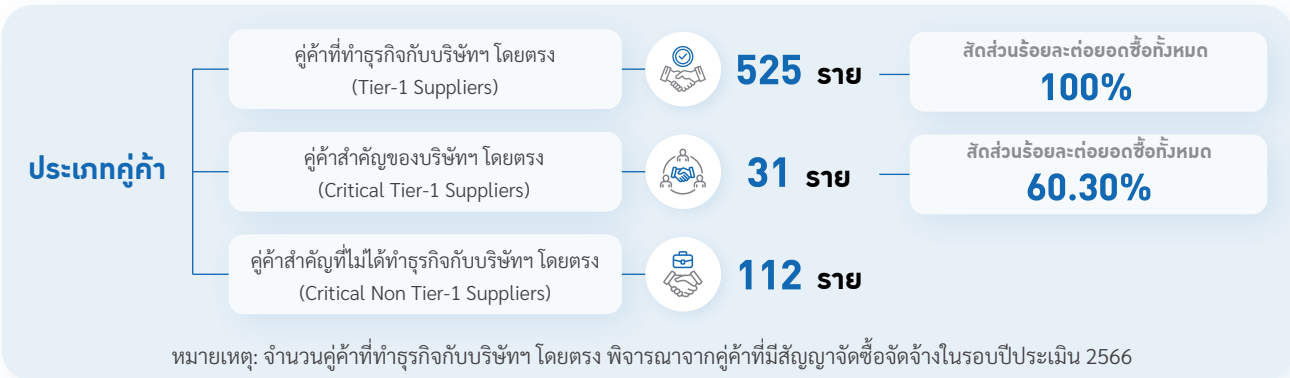 คู่ค้าที่ทำธุรกิจกับบริษัทฯ โดยตรง
(Tier-1 Suppliers)
525 ราย
สัดส่วนร้อยละต่อยอดซื้อทั้งหมด
100%
ประเภทคู่ค้า
คู่ค้าสำคัญของบริษัทฯ โดยตรง
(Critical Tier-1 Suppliers)
31 ราย
สัดส่วนร้อยละต่อยอดซื้อทั้งหมด
60.30%
คู่ค้าสำคัญที่ไม่ได้ทำธุรกิจกับบริษัทฯ โดยตรง
(Critical Non Tier-1 Suppliers)
112 ราย
หมายเหตุ: จำนวนคู่ค้าที่ทำธุรกิจกับบริษัทฯ โดยตรง พิจารณาจากคู่ค้าที่มีสัญญาจัดซื้อจัดจ้างในรอบปีประเมิน 2566